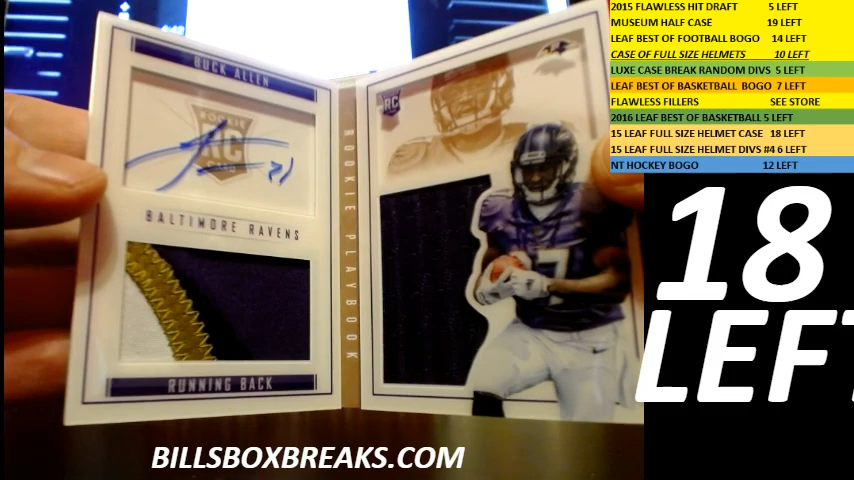 BUCK ALLEN
ROOKIE
RC
CARD
BALTIMORE RAVENS
RUNNING BACK
ROOKIE PLAYBOOK
RC
BILLSBOXBREAKS.COM
2015 FLAWLESS HIT DRAFT 5 LEFT
MUSEUM HALF CASE 19 LEFT
LEAF BEST OF FOOTBALL BOGO 14 LEFT
CASE OF FULL SIZE HELMETS 10 LEFT
LUXE CASE BREAK RANDOM DIVS 5 LEFT
LEAF BEST OF BASKETBALL BOGO 7 LEFT
FLAWLESS FILLERS SEE STORE
2016 LEAF BEST OF BASKETBALL 5 LEFT
15 LEAF FULL SIZE HELMET CASE 18 LEFT
15 LEAF FULL SIZE HELMET DIVS #4 6 LEFT
NT HOCKEY BOGO 12 LEFT
18
LEFT